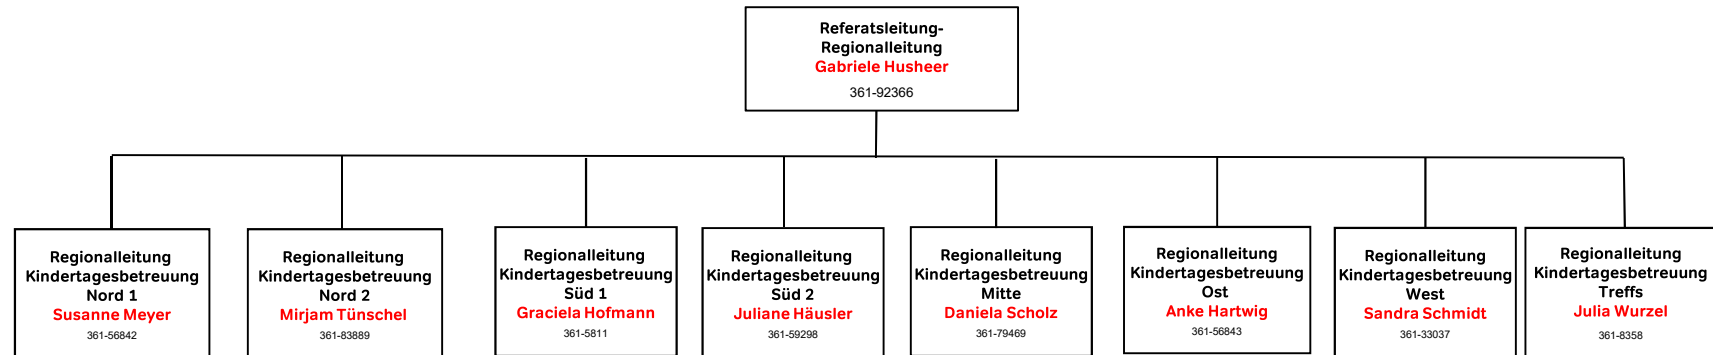 Referatsleitung-
Regionalleitung
Gabriele Husheer
361-92366
Regionalleitung
Kindertagesbetreuung
Nord 1
Susanne Meyer
361-56842
Regionalleitung
Kindertagesbetreuung
Nord 2
Mirjam Tünschel
361-83889
Regionalleitung
Kindertagesbetreuung
Süd 1
Graciela Hofmann
361-5811
Regionalleitung
Kindertagesbetreuung
Süd 2
Juliane Häusler
361-59298
Regionalleitung
Kindertagesbetreuung
Mitte
Daniela Scholz
361-79469
Regionalleitung
Kindertagesbetreuung
Ost
Anke Hartwig
361-56843
Regionalleitung
Kindertagesbetreuung
West
Sandra Schmidt
361-33037
Regionalleitung
Kindertagesbetreuung
Treffs
Julia Wurzel
361-8358